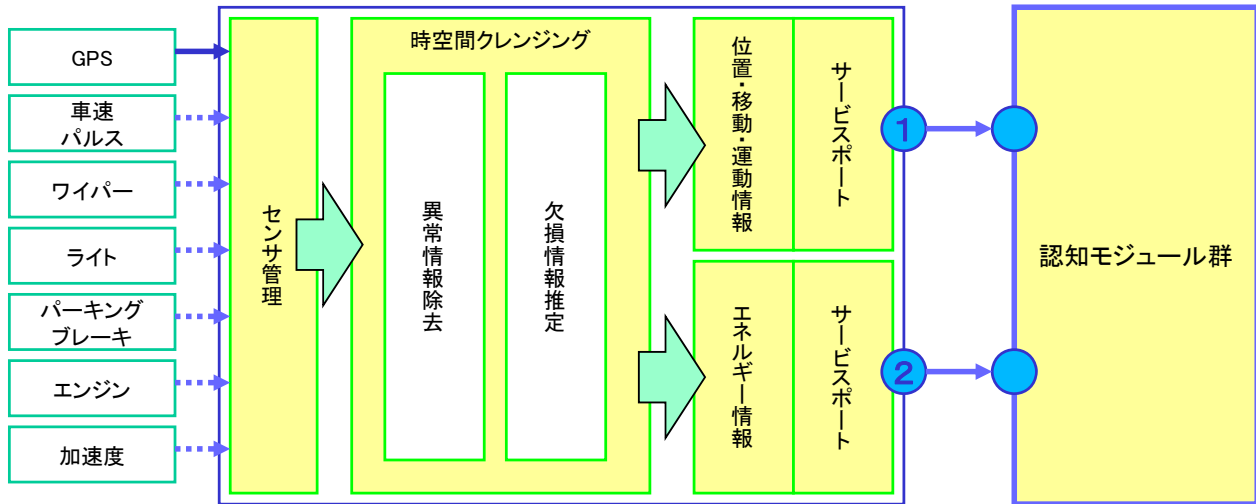 GPS
車速
パルス
ワイパー
ライト
パーキング
ブレーキ
エンジン
加速度
センサ管理
時空間クレンジング
異常情報除去
欠損情報推定
位置・移動・運動情報
サービスポート
1
エネルギー情報
サービスポート
2
認知モジュール群